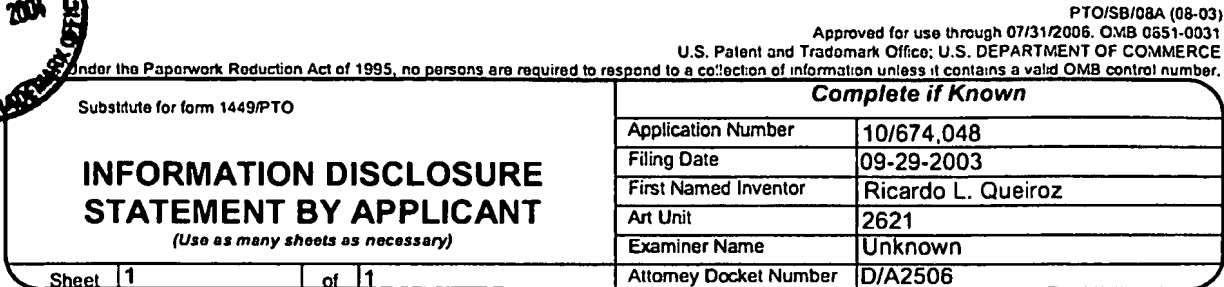 2004
PTO/SB/08A (08-03)
Approved for use through 07/31/2006. OMB 0651-0031
U.S. Patent and Trademark Office; U.S. DEPARTMENT OF COMMERCE
Under the Paperwork Reduction Act of 1995, no persons are required to respond to a collection of information unless it contains a valid OMB control number.
Substitute for form 1449/PTO
INFORMATION DISCLOSURE
STATEMENT BY APPLICANT
(Use as many sheets as necessary)
Sheet 1 of 1
Complete if Known
Application Number 10/674,048
Filing Date 09-29-2003
First Named Inventor Ricardo L. Queiroz
Art Unit 2621
Examiner Name Unknown
Attorney Docket Number D/A2506